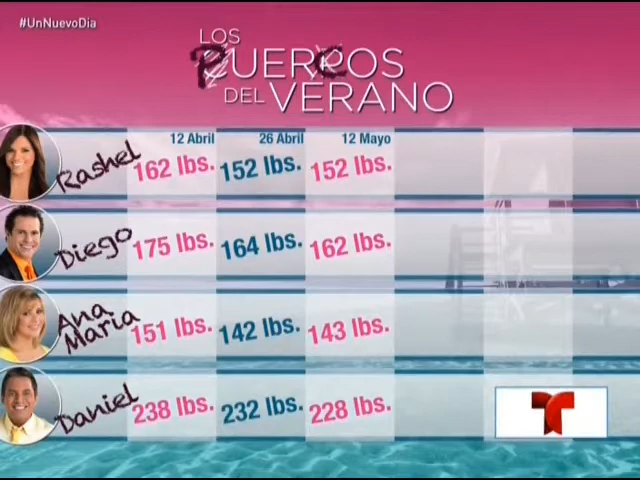 #UnNuevoDia
LOS
PUERCOS
DEL VERANO
12 Abril 26 Abril 12 Mayo
Rashel 162 lbs. 152 lbs. 152 lbs.
Diego 175 lbs. 164 lbs. 162 lbs.
Ana
Maria 151 lbs. 142 lbs. 143 lbs.
Daniel 238 lbs. 232 lbs. 228 lbs.